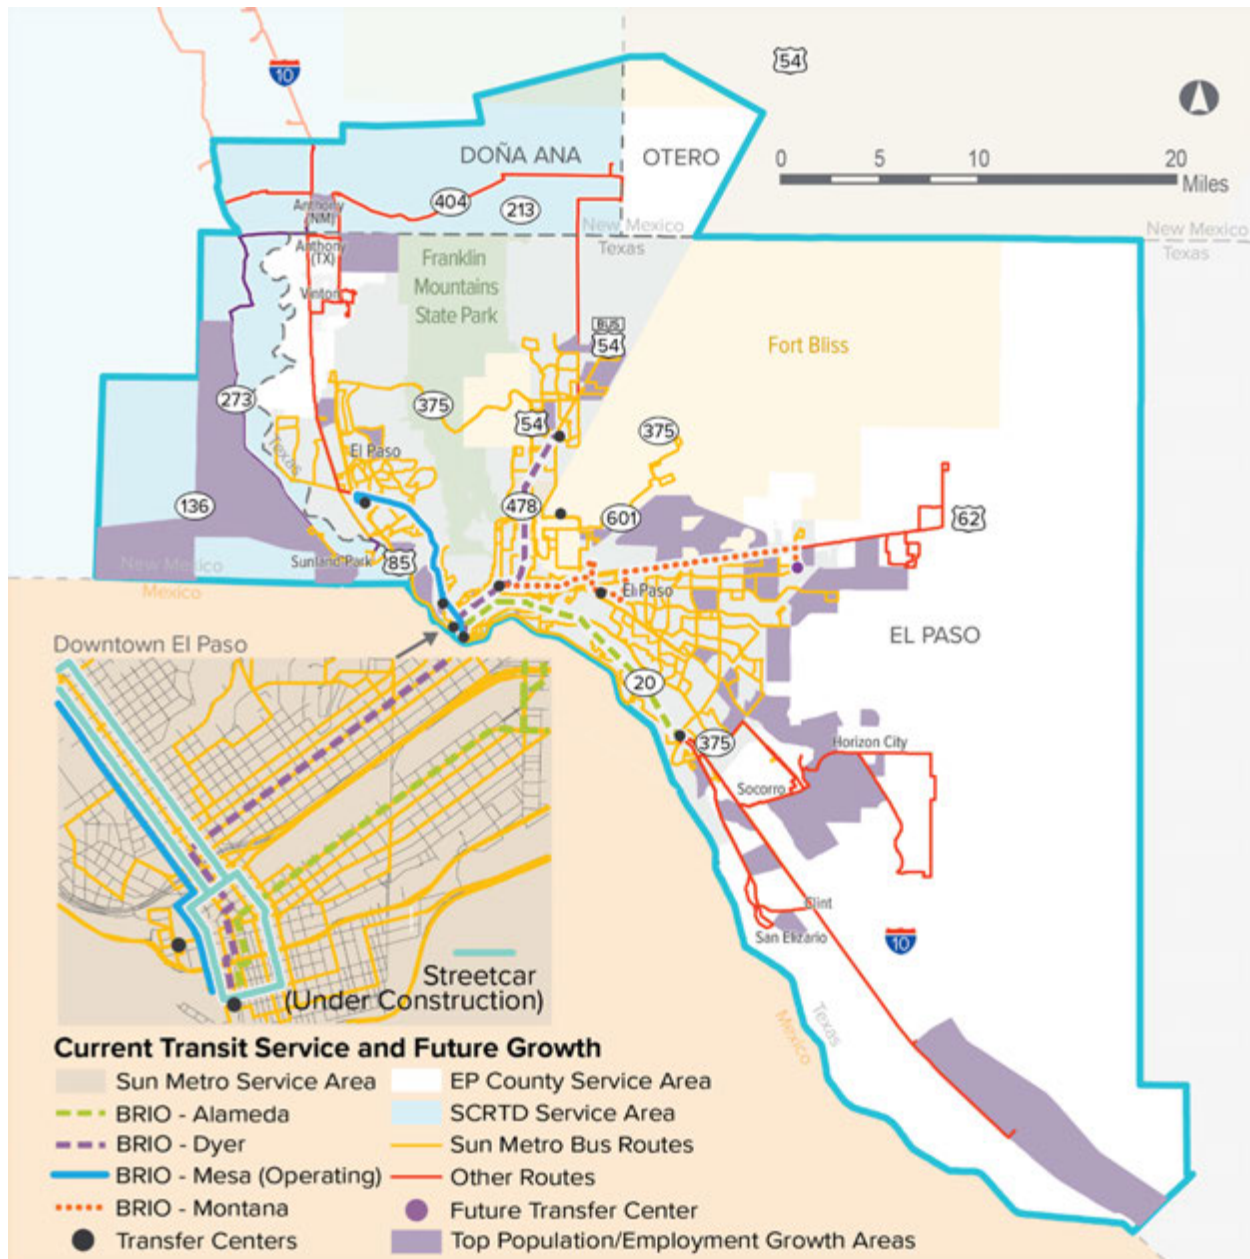 54
10
0
5
10
20
Miles
DOÑA ANA
OTERO
404
213
Anthony
(NM)
New Mexico
Texas
New Mexico
Texas
Anthony
(TX)
Vinton
Franklin
Mountains
State Park
BUS
54
Fort Bliss
273
375
54
375
Texas
El Paso
136
478
601
62
New Mexico
Mexico
Sunland Park
85
El Paso
EL PASO
Downtown El Paso
20
375
Horizon City
Socorro
Clint
San Elizario
10
Texas
Mexico
Streetcar
(Under Construction)
Current Transit Service and Future Growth
Sun Metro Service Area
EP County Service Area
BRIO - Alameda
SCRTD Service Area
BRIO - Dyer
Sun Metro Bus Routes
BRIO - Mesa (Operating)
Other Routes
BRIO - Montana
Future Transfer Center
Transfer Centers
Top Population/Employment Growth Areas